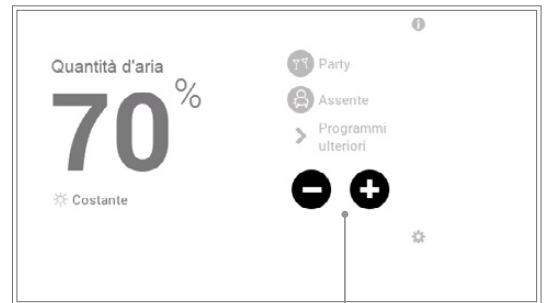 Quantità d'aria
70%
Costante
Party
Assente
Programmi
ulteriori